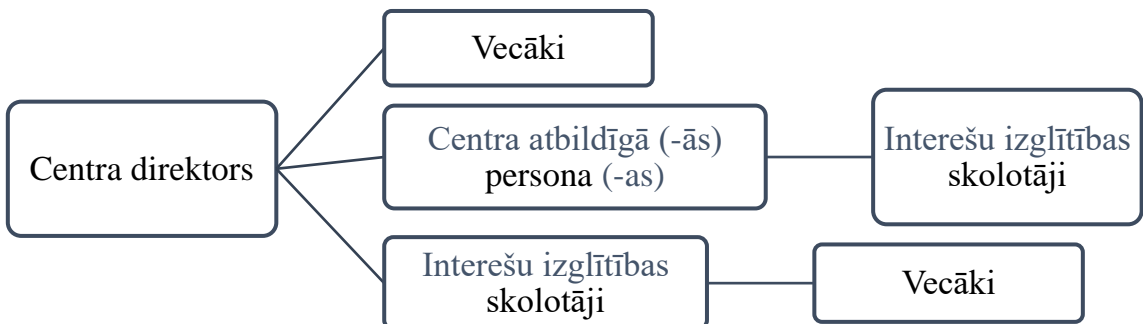 Centra direktors
Vecāki
Centra atbildīgā (-ās)
persona (-as)
Interešu izglītības
skolotāji
Interešu izglītības
skolotāji
Vecāki